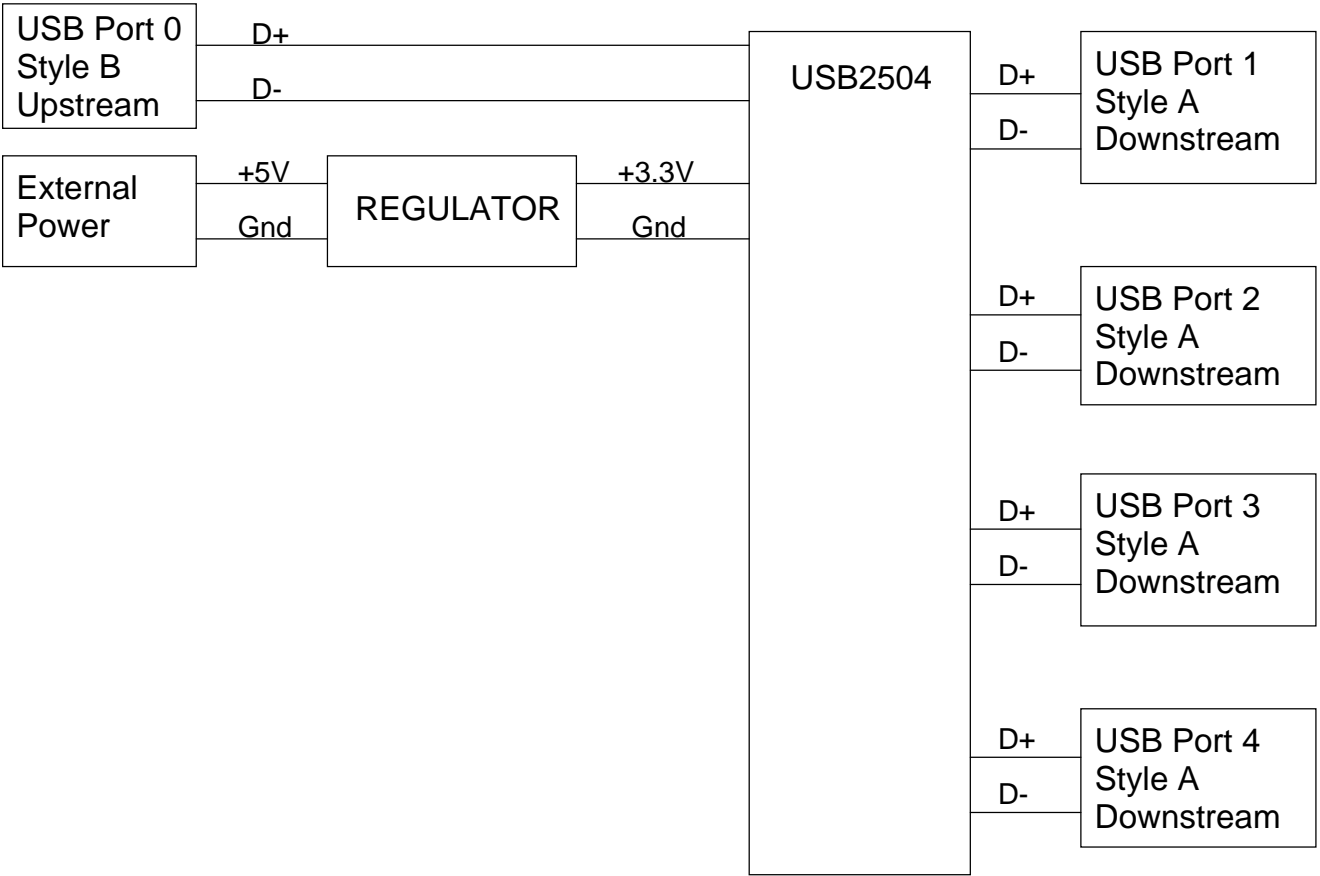 USB Port 0
Style B
Upstream
D+
D-
External
Power
+5V
Gnd
REGULATOR
+3.3V
Gnd
USB2504
D+
D-
USB Port 1
Style A
Downstream
D+
D-
USB Port 2
Style A
Downstream
D+
D-
USB Port 3
Style A
Downstream
D+
D-
USB Port 4
Style A
Downstream